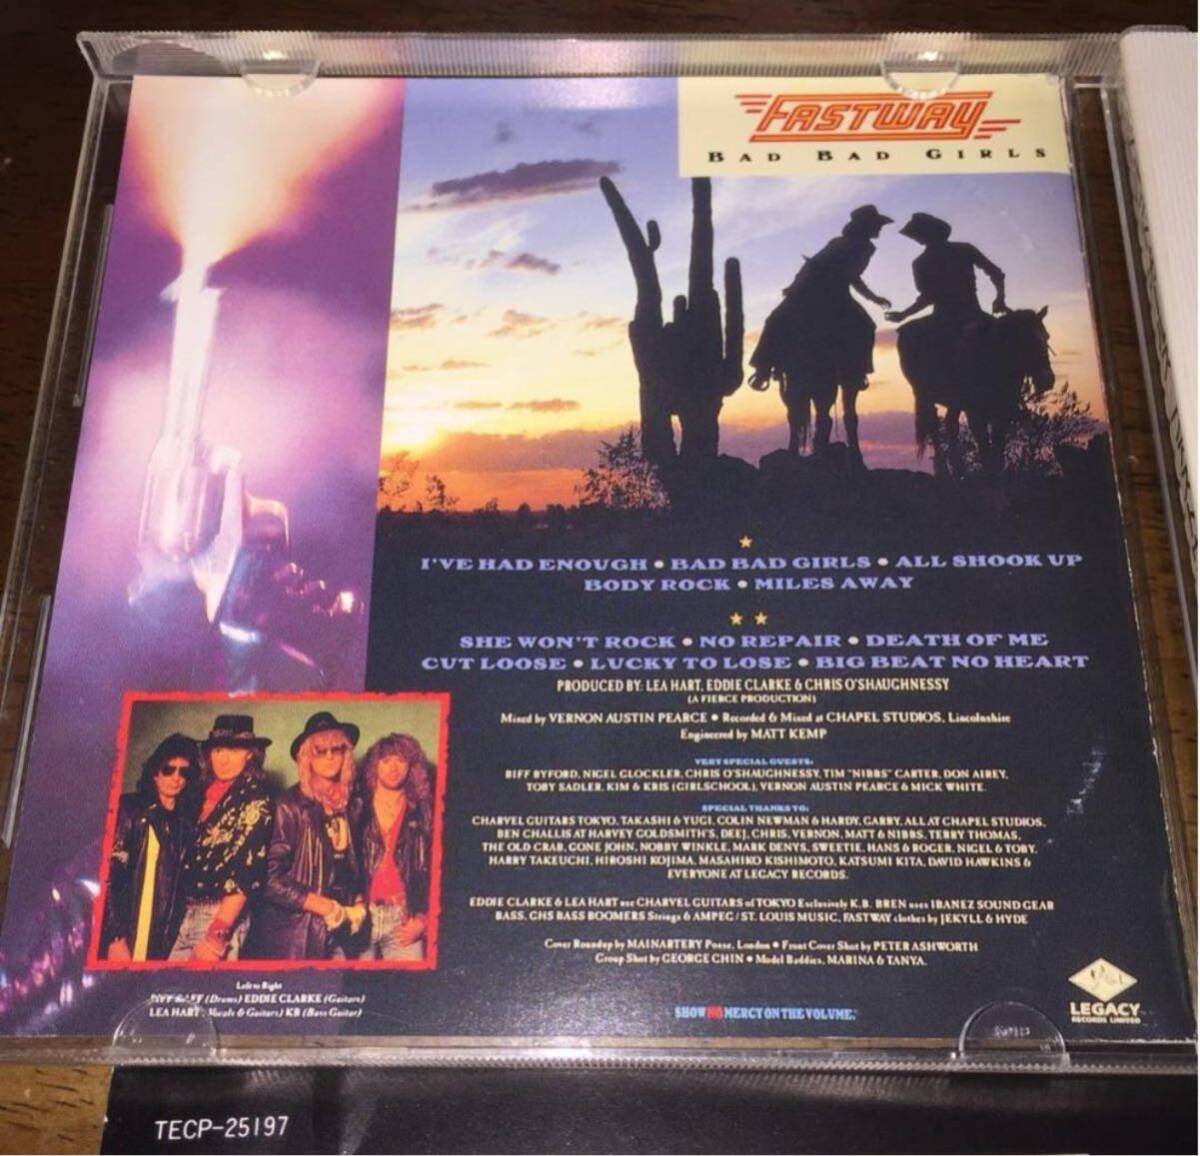 FASTWAY
BAD BAD GIRLS
I'VE HAD ENOUGH • BAD BAD GIRLS • ALL SHOOK UP
BODY ROCK • MILES AWAY
SHE WON'T ROCK • NO REPAIR • DEATH OF ME
CUT LOOSE • LUCKY TO LOSE • BIG BEAT NO HEART
PRODUCED BY: LEA HART, EDDIE CLARKE & CHRIS O'SHAUGHNESSY
(A FIERCE PRODUCTION)
Mixed by VERNON AUSTIN PEARCE • Recorded & Mixed at CHAPEL STUDIOS, Lincolnshire
Engineered by MATT KEMP
VERY SPECIAL GUESTS:
BIFF BYFORD, NIGEL GLOCKLER, CHRIS O'SHAUGHNESSY, TIM "NIBBS" CARTER, DON AIREY,
TOBY SADLER, KIM & KRIS (GIRLSCHOOL), VERNON AUSTIN PEARCE & MICK WHITE.
SPECIAL THANKS TO:
CHARVEL GUITARS TOKYO, TAKASHI & YUGI, COLIN NEWMAN & HARDY, GARRY, ALL AT CHAPEL STUDIOS,
BEN CHALLIS AT HARVEY GOLDSMITH'S, DEEJ, CHRIS, VERNON, MATT & NIBBS, TERRY THOMAS,
THE OLD CRAB, GONE JOHN, NOBBY WINKLE, MARK DENYS, SWEETIE, HANS & ROGER, NIGEL & TOBY,
HARRY TAKEUCHI, HIROSHI KOJIMA, MASAHIKO KISHIMOTO, KATSUMI KITA, DAVID HAWKINS &
EVERYONE AT LEGACY RECORDS.
EDDIE CLARKE & LEA HART use CHARVEL GUITARS of TOKYO Exclusively K.B. BREN uses IBANEZ SOUND GEAR
BASS, GHS BASS BOOMERS Strings & AMPEG / ST. LOUIS MUSIC. FASTWAY clothes by JEKYLL & HYDE
Cover Roundup by MAINARTERY Posse, London • Front Cover Shot by PETER ASHWORTH
Group Shot by GEORGE CHIN • Model Baddies, MARINA & TANYA.
Left to Right
(Drums) EDDIE CLARKE (Guitars)
LEA HART (Vocals & Guitars) KB (Bass Guitar)
SHOW NO MERCY ON THE VOLUME.
LEGACY
RECORDS LIMITED
TECP-25197